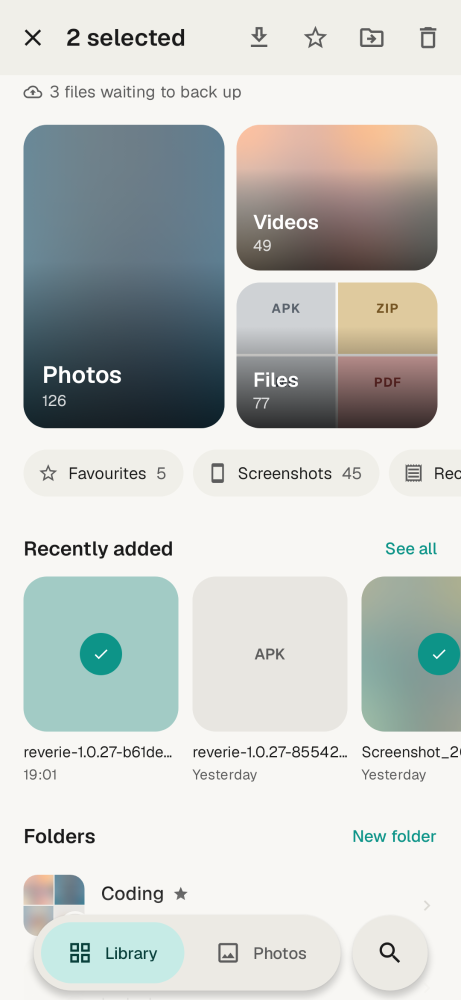 2 selected
3 files waiting to back up
Photos
126
Videos
49
APK
ZIP
PDF
Files
77
Favourites 5
Screenshots 45
Rec
Recently added
See all
APK
reverie-1.0.27-b61de...
19:01
reverie-1.0.27-85542...
Yesterday
Screenshot_2
Yesterday
Folders
New folder
Coding
Library
Photos